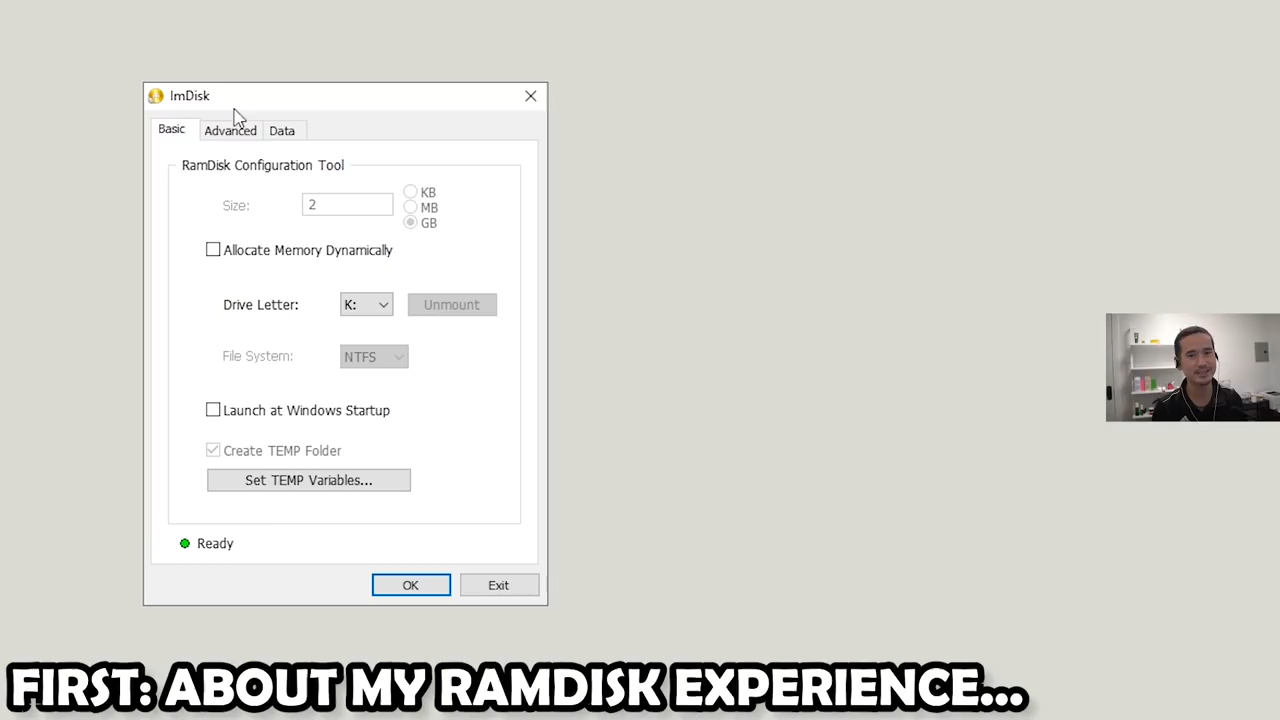 ImDisk
Basic
Advanced
Data
RamDisk Configuration Tool
Size:
2
KB
MB
GB
Allocate Memory Dynamically
Drive Letter:
K:
Unmount
File System:
NTFS
Launch at Windows Startup
Create TEMP Folder
Set TEMP Variables...
Ready
OK
Exit
FIRST: ABOUT MY RAMDISK EXPERIENCE...